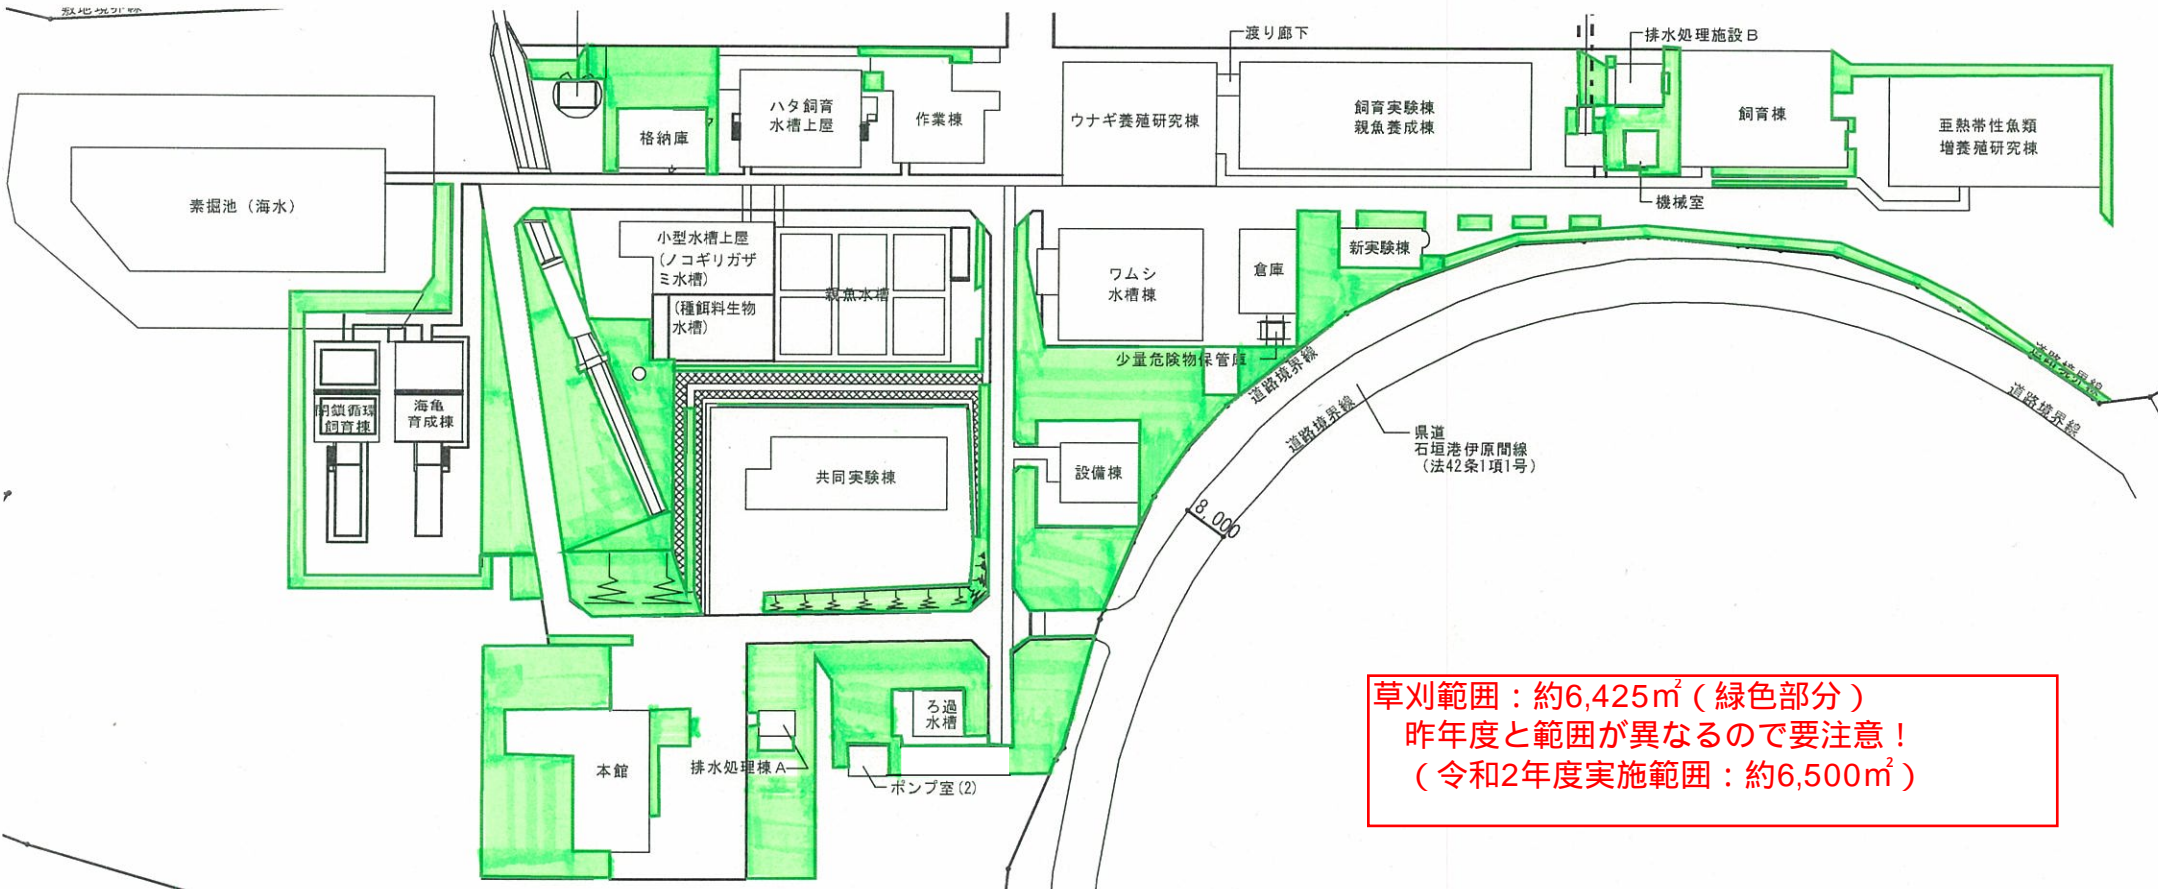 敷地境界線
渡り廊下
排水処理施設B
ハタ飼育
水槽上屋
作業棟
格納庫
ウナギ養殖研究棟
飼育実験棟
親魚養成棟
飼育棟
亜熱帯性魚類
増養殖研究棟
機械室
素掘池（海水）
小型水槽上屋
(ノコギリガザ
ミ水槽)
(種餌料生物
水槽)
親魚水槽
ワムシ
水槽棟
倉庫
新実験棟
少量危険物保管庫
道路境界線
道路境界線
道路境界線
道路境界線
閉鎖循環
飼育棟
海亀
育成棟
共同実験棟
設備棟
県道
石垣港伊原間線
（法42条1項1号）
8,000
ろ過
水槽
本館
排水処理棟A
ポンプ室(2)
草刈範囲：約6,425㎡（緑色部分）
昨年度と範囲が異なるので要注意！
（令和2年度実施範囲：約6,500㎡）